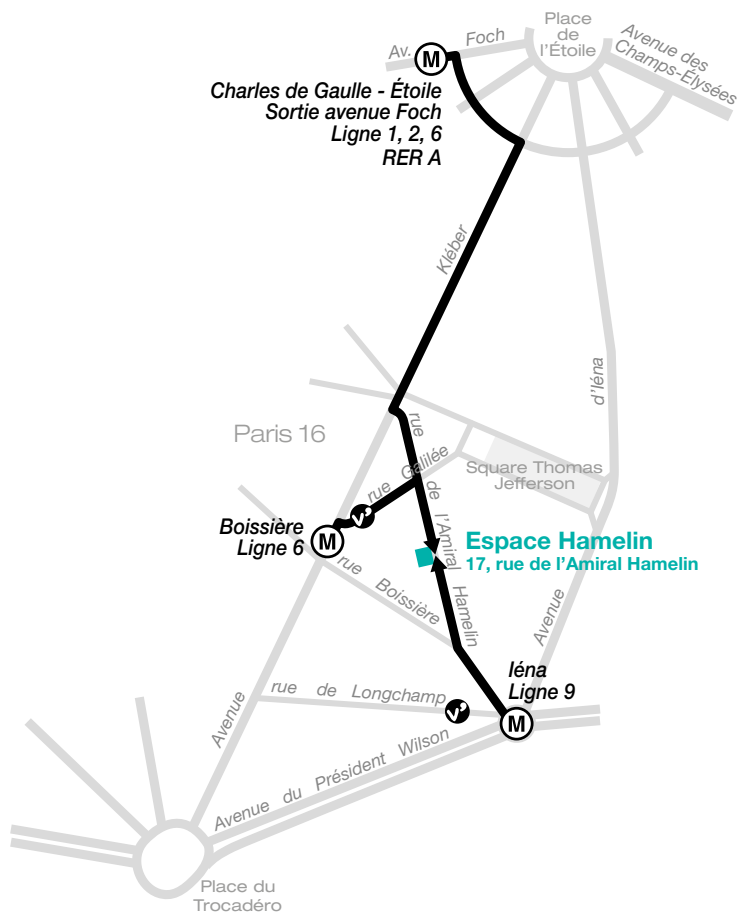 Place
de
l'Étoile
Av.
Foch
M
Avenue des
Champs-Élysées
Charles de Gaulle - Étoile
Sortie avenue Foch
Ligne 1, 2, 6
RER A
Kléber
d'Iéna
rue
Paris 16
rue Galilée
Square Thomas
Jefferson
de l'Amiral Hamelin
v'
Boissière
Ligne 6
M
Espace Hamelin
17, rue de l'Amiral Hamelin
rue Boissière
Avenue
Iéna
Ligne 9
rue de Longchamp
v'
M
Avenue
Avenue du Président Wilson
Place du
Trocadéro